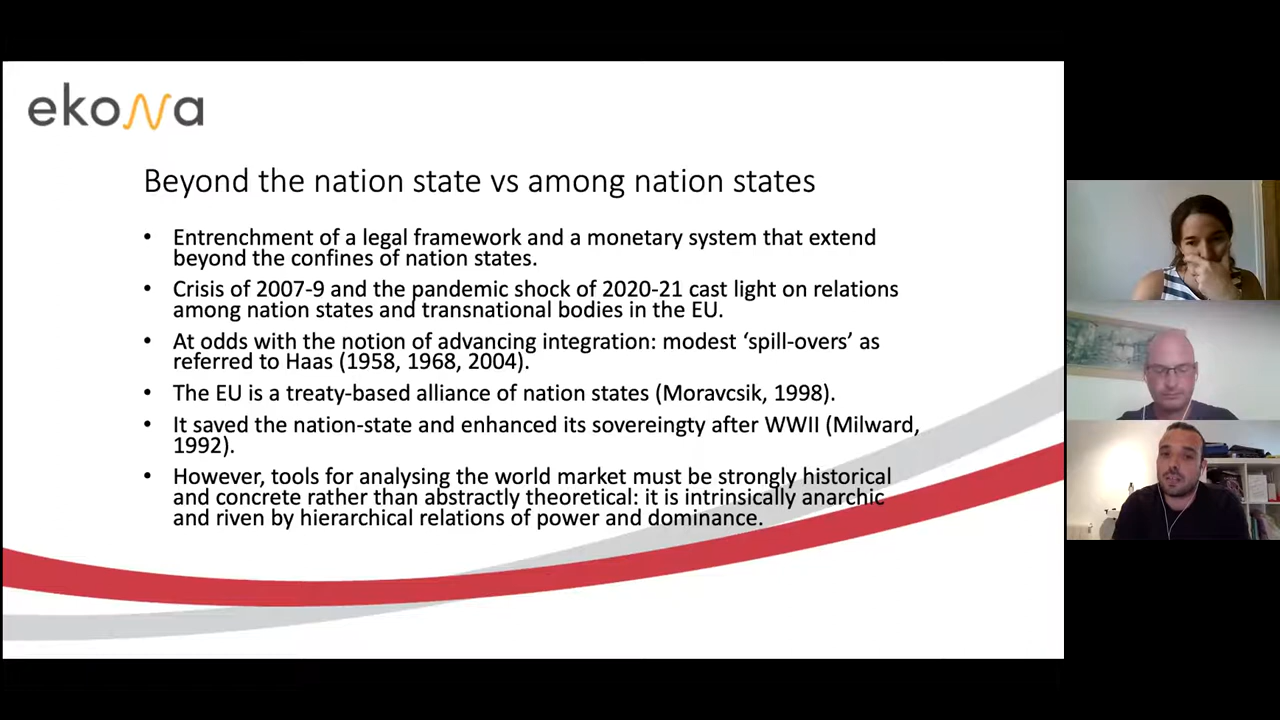 ekona
Beyond the nation state vs among nation states
• Entrenchment of a legal framework and a monetary system that extend
beyond the confines of nation states.
• Crisis of 2007-9 and the pandemic shock of 2020-21 cast light on relations
among nation states and transnational bodies in the EU.
• At odds with the notion of advancing integration: modest ‘spill-overs’ as
referred to Haas (1958, 1968, 2004).
• The EU is a treaty-based alliance of nation states (Moravcsik, 1998).
• It saved the nation-state and enhanced its sovereingty after WWII (Milward,
1992).
• However, tools for analysing the world market must be strongly historical
and concrete rather than abstractly theoretical: it is intrinsically anarchic
and riven by hierarchical relations of power and dominance.